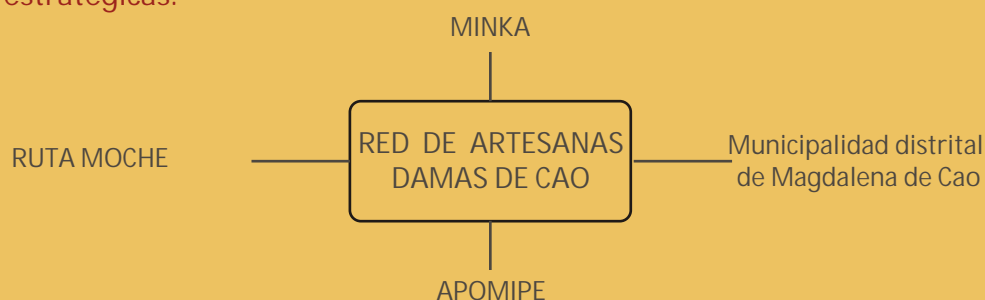 estratégicas.
MINKA
RUTA MOCHE
RED DE ARTESANAS
DAMAS DE CAO
Municipalidad distrital
de Magdalena de Cao
APOMIPE